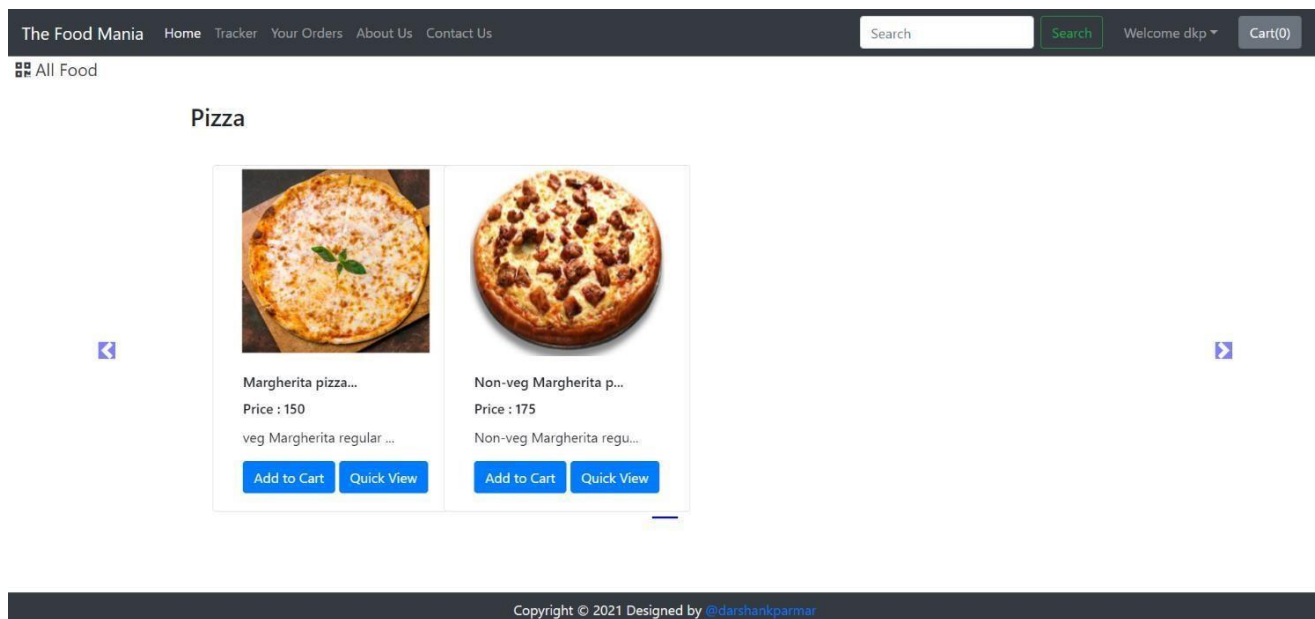 The Food Mania Home Tracker Your Orders About Us Contact Us Search Search Welcome dkp Cart(0)
All Food
Pizza
Margherita pizza... Non-veg Margherita p...
Price : 150 Price : 175
veg Margherita regular ... Non-veg Margherita regu...
Add to Cart Quick View Add to Cart Quick View
Copyright © 2021 Designed by @darshankparmar